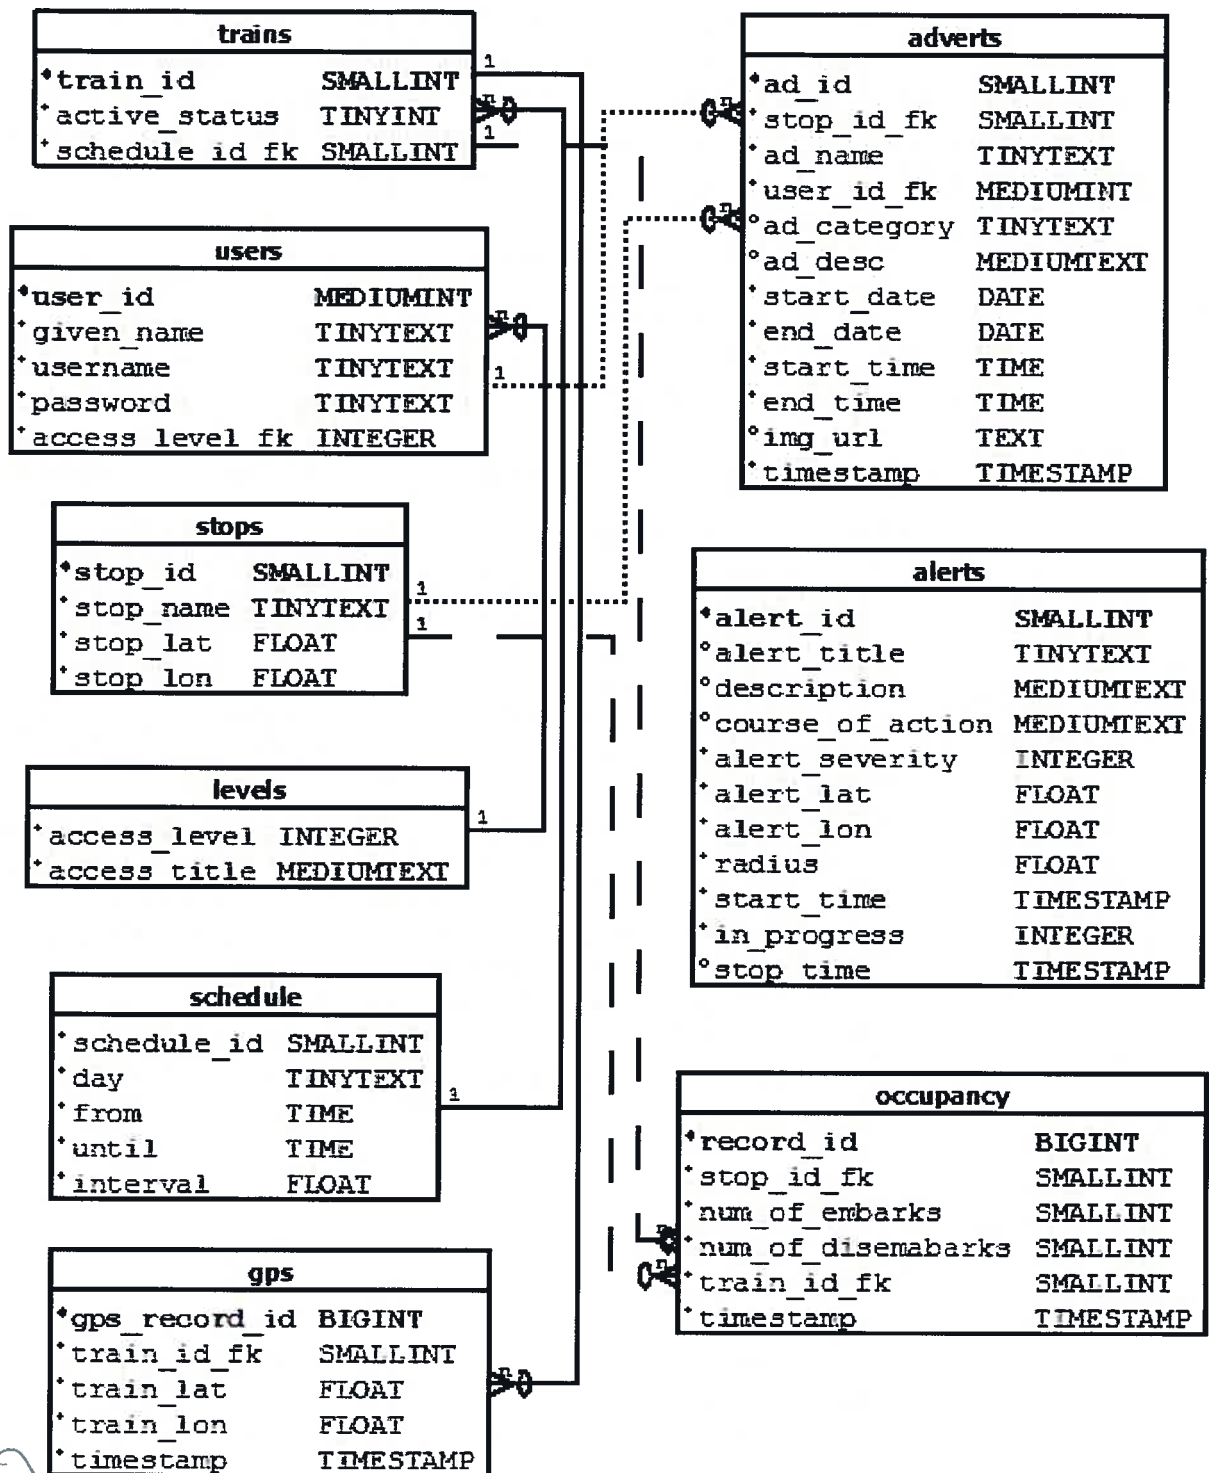 trains
*train_id SMALLINT
*active_status TINYINT
*schedule_id_fk SMALLINT
1
n
1
users
*user_id MEDIUMINT
*given_name TINYTEXT
*username TINYTEXT
*password TINYTEXT
*access_level_fk INTEGER
n
1
stops
*stop_id SMALLINT
*stop_name TINYTEXT
*stop_lat FLOAT
*stop_lon FLOAT
1
1
levels
*access_level INTEGER
*access_title MEDIUMTEXT
1
schedule
*schedule_id SMALLINT
*day TINYTEXT
*from TIME
*until TIME
*interval FLOAT
1
gps
*gps_record_id BIGINT
*train_id_fk SMALLINT
*train_lat FLOAT
*train_lon FLOAT
*timestamp TIMESTAMP
n
adverts
*ad_id SMALLINT
*stop_id_fk SMALLINT
*ad_name TINYTEXT
*user_id_fk MEDIUMINT
°ad_category TINYTEXT
°ad_desc MEDIUMTEXT
*start_date DATE
*end_date DATE
*start_time TIME
*end_time TIME
°img_url TEXT
*timestamp TIMESTAMP
n
n
alerts
*alert_id SMALLINT
°alert_title TINYTEXT
°description MEDIUMTEXT
°course_of_action MEDIUMTEXT
*alert_severity INTEGER
*alert_lat FLOAT
*alert_lon FLOAT
*radius FLOAT
*start_time TIMESTAMP
*in_progress INTEGER
°stop_time TIMESTAMP
occupancy
*record_id BIGINT
*stop_id_fk SMALLINT
*num_of_embarks SMALLINT
*num_of_disemabarks SMALLINT
*train_id_fk SMALLINT
*timestamp TIMESTAMP
n
n